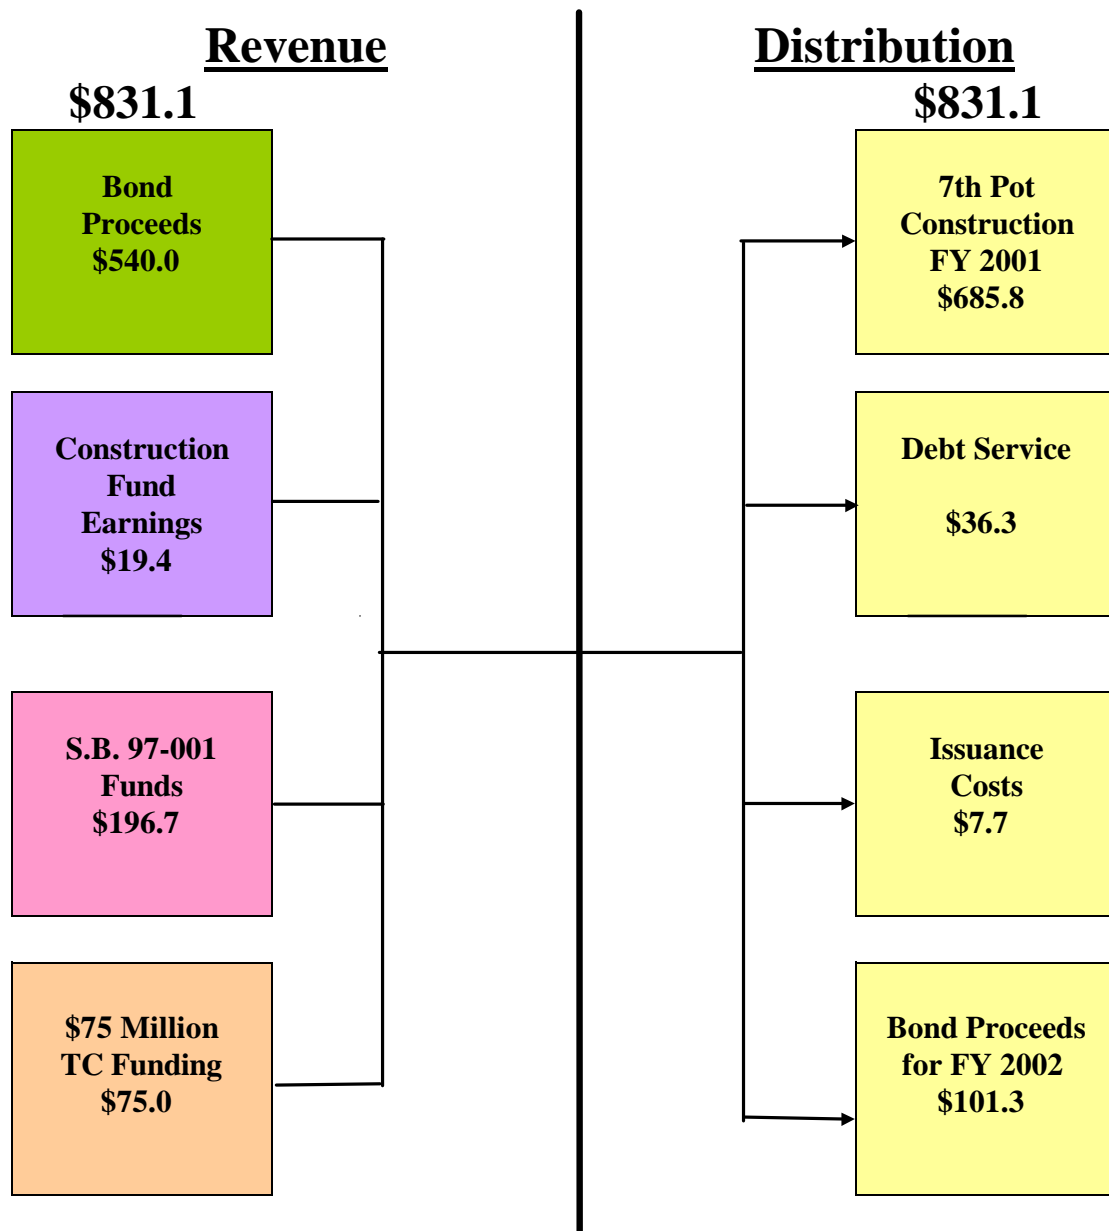 Revenue
$831.1
Bond
Proceeds
$540.0
Construction
Fund
Earnings
$19.4
S.B. 97-001
Funds
$196.7
$75 Million
TC Funding
$75.0
Distribution
$831.1
7th Pot
Construction
FY 2001
$685.8
Debt Service
$36.3
Issuance
Costs
$7.7
Bond Proceeds
for FY 2002
$101.3